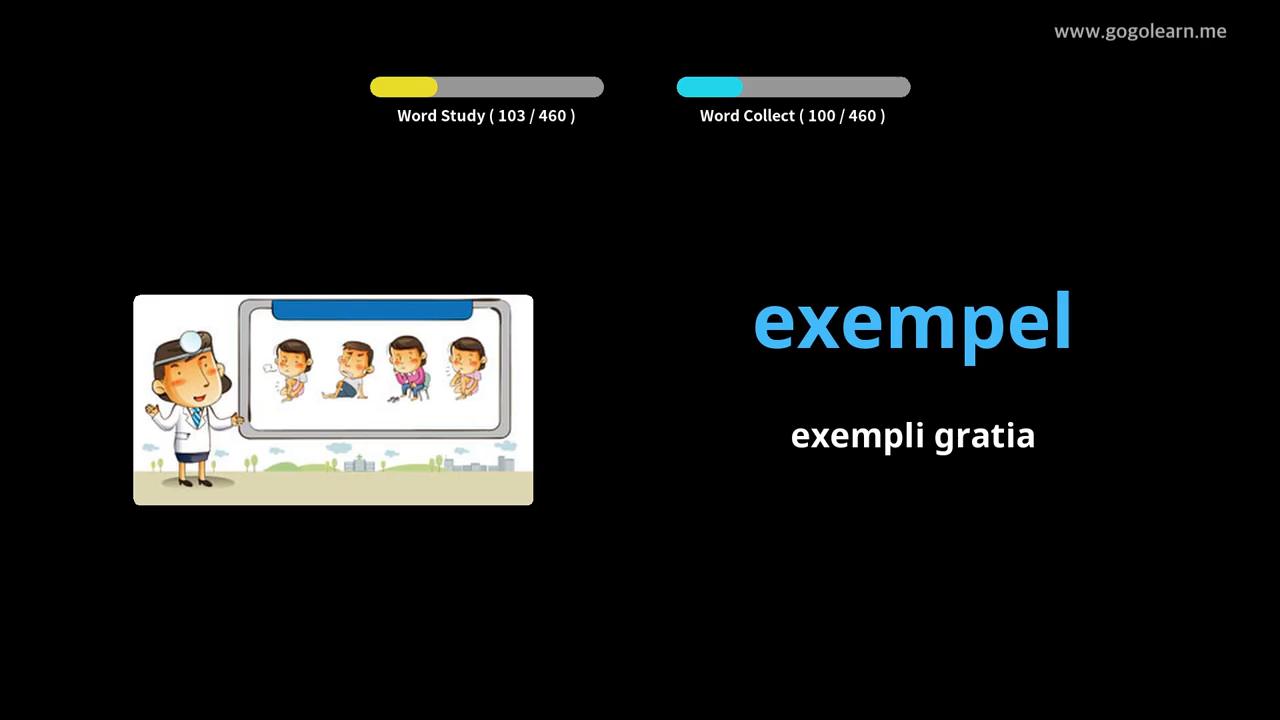 www.gogolearn.me
Word Study ( 103 / 460 )
Word Collect ( 100 / 460 )
exempel
exempli gratia